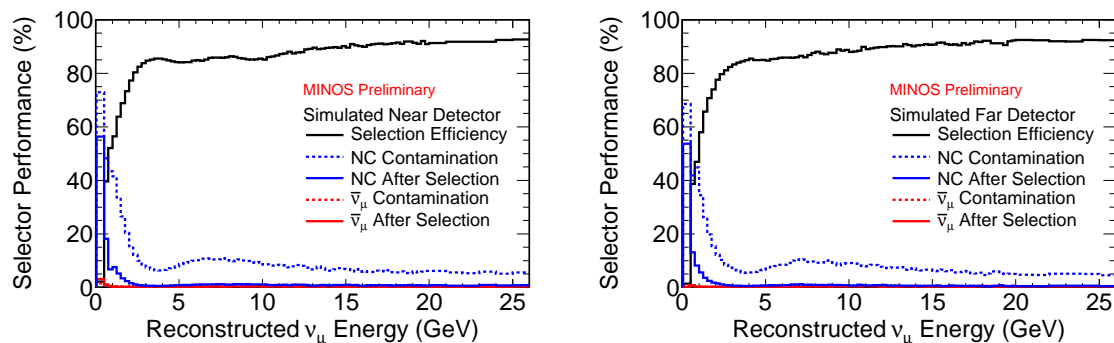 Selector Performance (%)
100
80
60
40
20
0
MINOS Preliminary
Simulated Near Detector
Selection Efficiency
NC Contamination
NC After Selection
ν̅μ Contamination
ν̅μ After Selection
0 5 10 15 20 25
Reconstructed νμ Energy (GeV)
Selector Performance (%)
100
80
60
40
20
0
MINOS Preliminary
Simulated Far Detector
Selection Efficiency
NC Contamination
NC After Selection
ν̅μ Contamination
ν̅μ After Selection
0 5 10 15 20 25
Reconstructed νμ Energy (GeV)